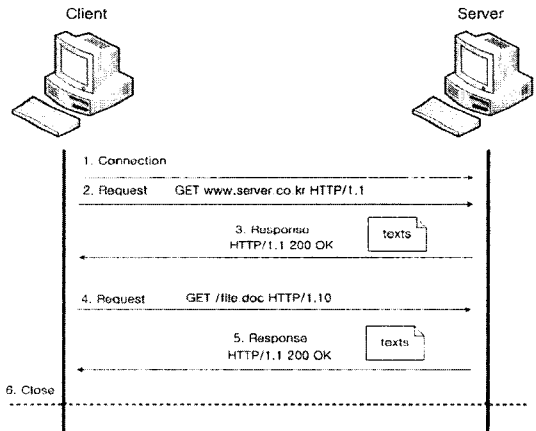 Client
Server
1. Connection
2. Request GET www.server.co.kr HTTP/1.1
3. Response
HTTP/1.1 200 OK
texts
4. Request GET /file.doc HTTP/1.10
5. Response
HTTP/1.1 200 OK
texts
6. Close